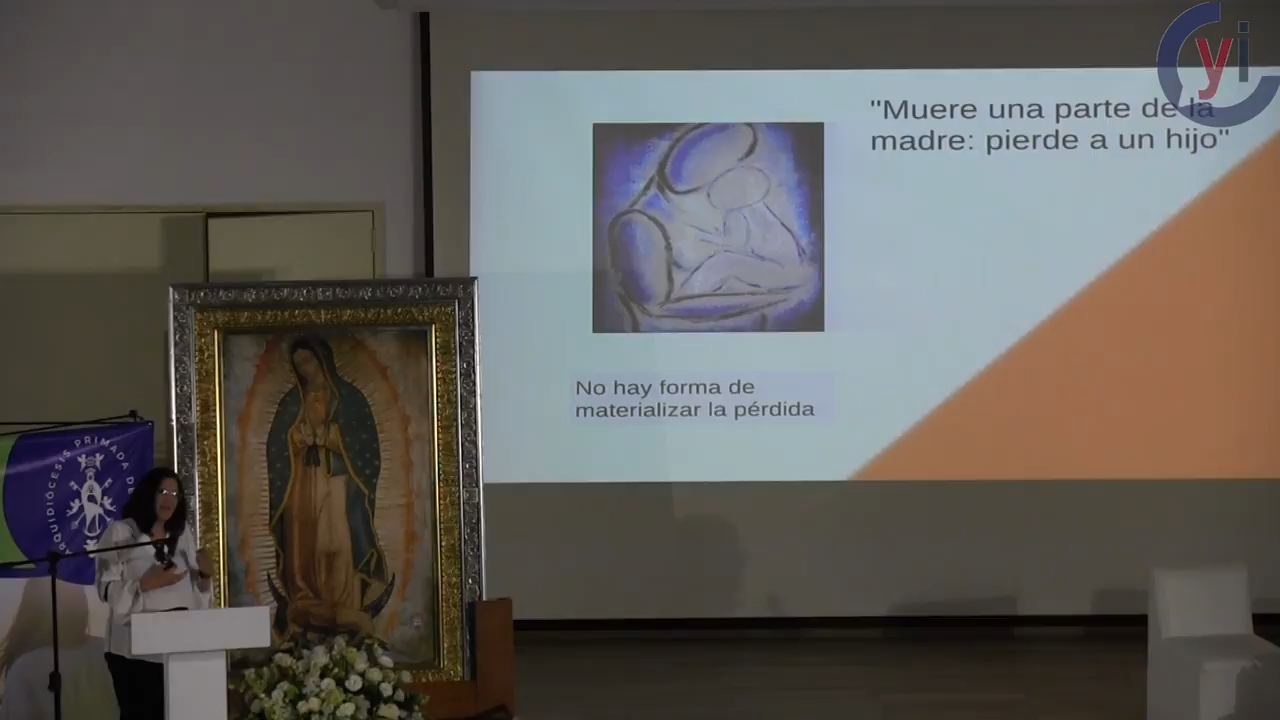 yi
"Muere una parte de la
madre: pierde a un hijo"
No hay forma de
materializar la pérdida
ARQUIDIÓCESIS PRIMADA DE